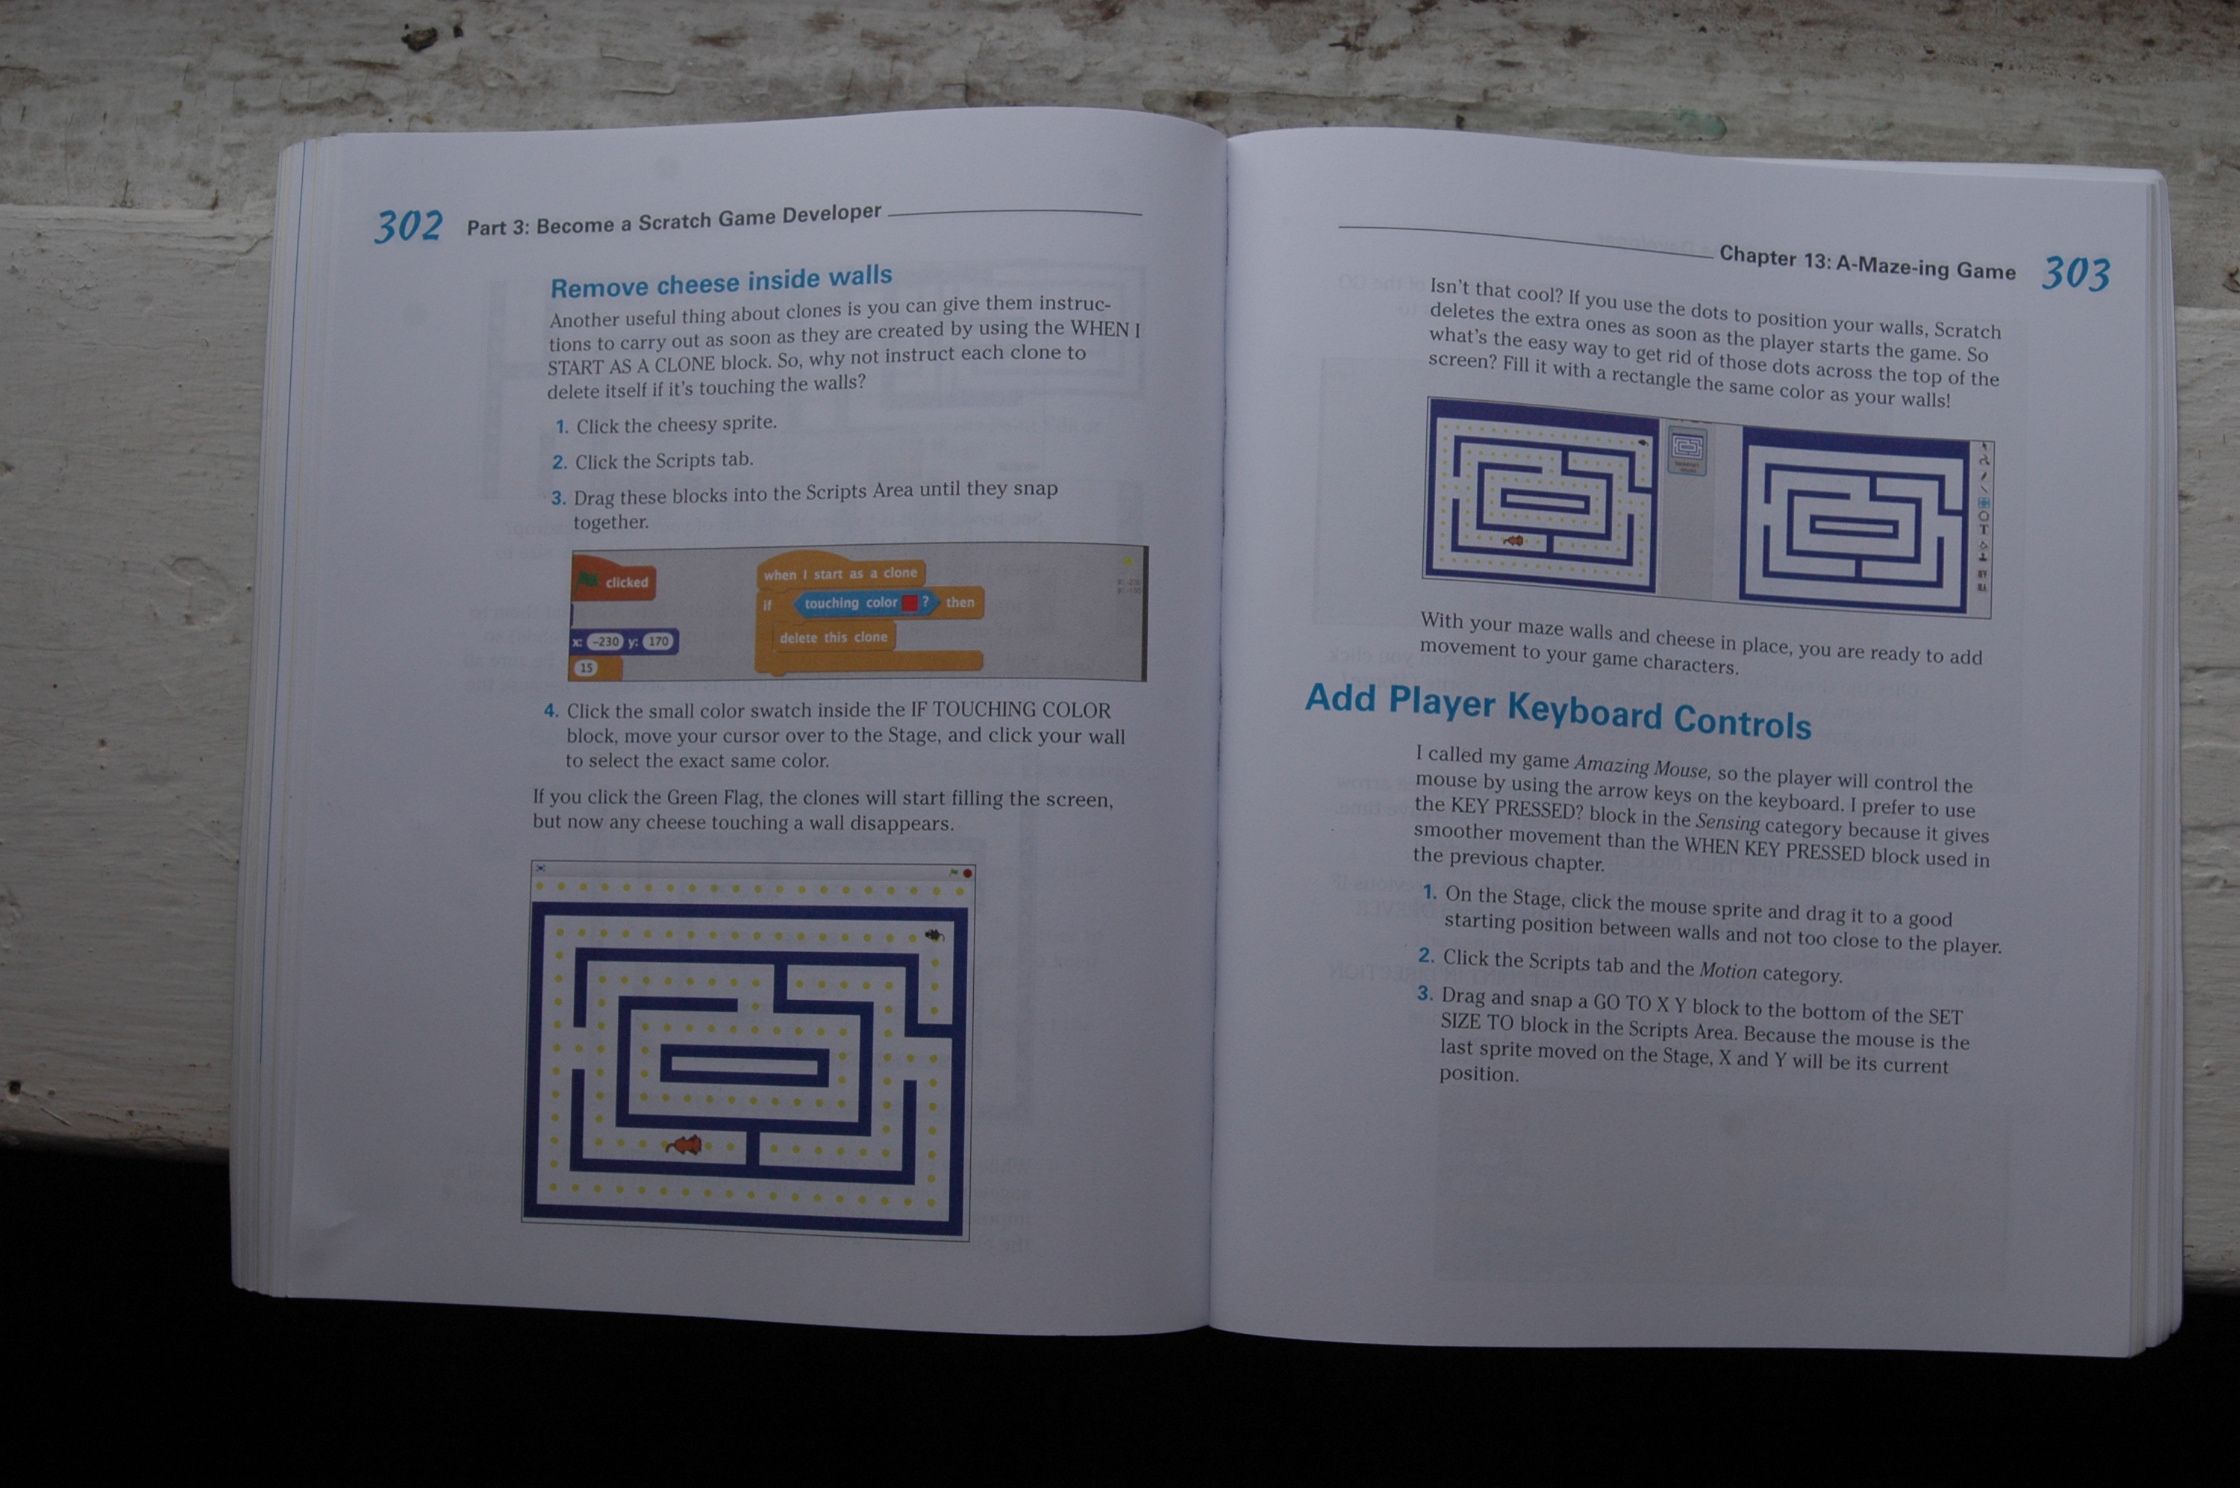 302 Part 3: Become a Scratch Game Developer
Remove cheese inside walls
Another useful thing about clones is you can give them instruc-
tions to carry out as soon as they are created by using the WHEN I
START AS A CLONE block. So, why not instruct each clone to
delete itself if it's touching the walls?
1. Click the cheesy sprite.
2. Click the Scripts tab.
3. Drag these blocks into the Scripts Area until they snap
together.
clicked
x: -230 y: 170
15
when I start as a clone
if touching color ? then
delete this clone
4. Click the small color swatch inside the IF TOUCHING COLOR
block, move your cursor over to the Stage, and click your wall
to select the exact same color.
If you click the Green Flag, the clones will start filling the screen,
but now any cheese touching a wall disappears.
Chapter 13: A-Maze-ing Game 303
Isn't that cool? If you use the dots to position your walls, Scratch
deletes the extra ones as soon as the player starts the game. So
what's the easy way to get rid of those dots across the top of the
screen? Fill it with a rectangle the same color as your walls!
T
With your maze walls and cheese in place, you are ready to add
movement to your game characters.
Add Player Keyboard Controls
I called my game Amazing Mouse, so the player will control the
mouse by using the arrow keys on the keyboard. I prefer to use
the KEY PRESSED? block in the Sensing category because it gives
smoother movement than the WHEN KEY PRESSED block used in
the previous chapter.
1. On the Stage, click the mouse sprite and drag it to a good
starting position between walls and not too close to the player.
2. Click the Scripts tab and the Motion category.
3. Drag and snap a GO TO X Y block to the bottom of the SET
SIZE TO block in the Scripts Area. Because the mouse is the
last sprite moved on the Stage, X and Y will be its current
position.